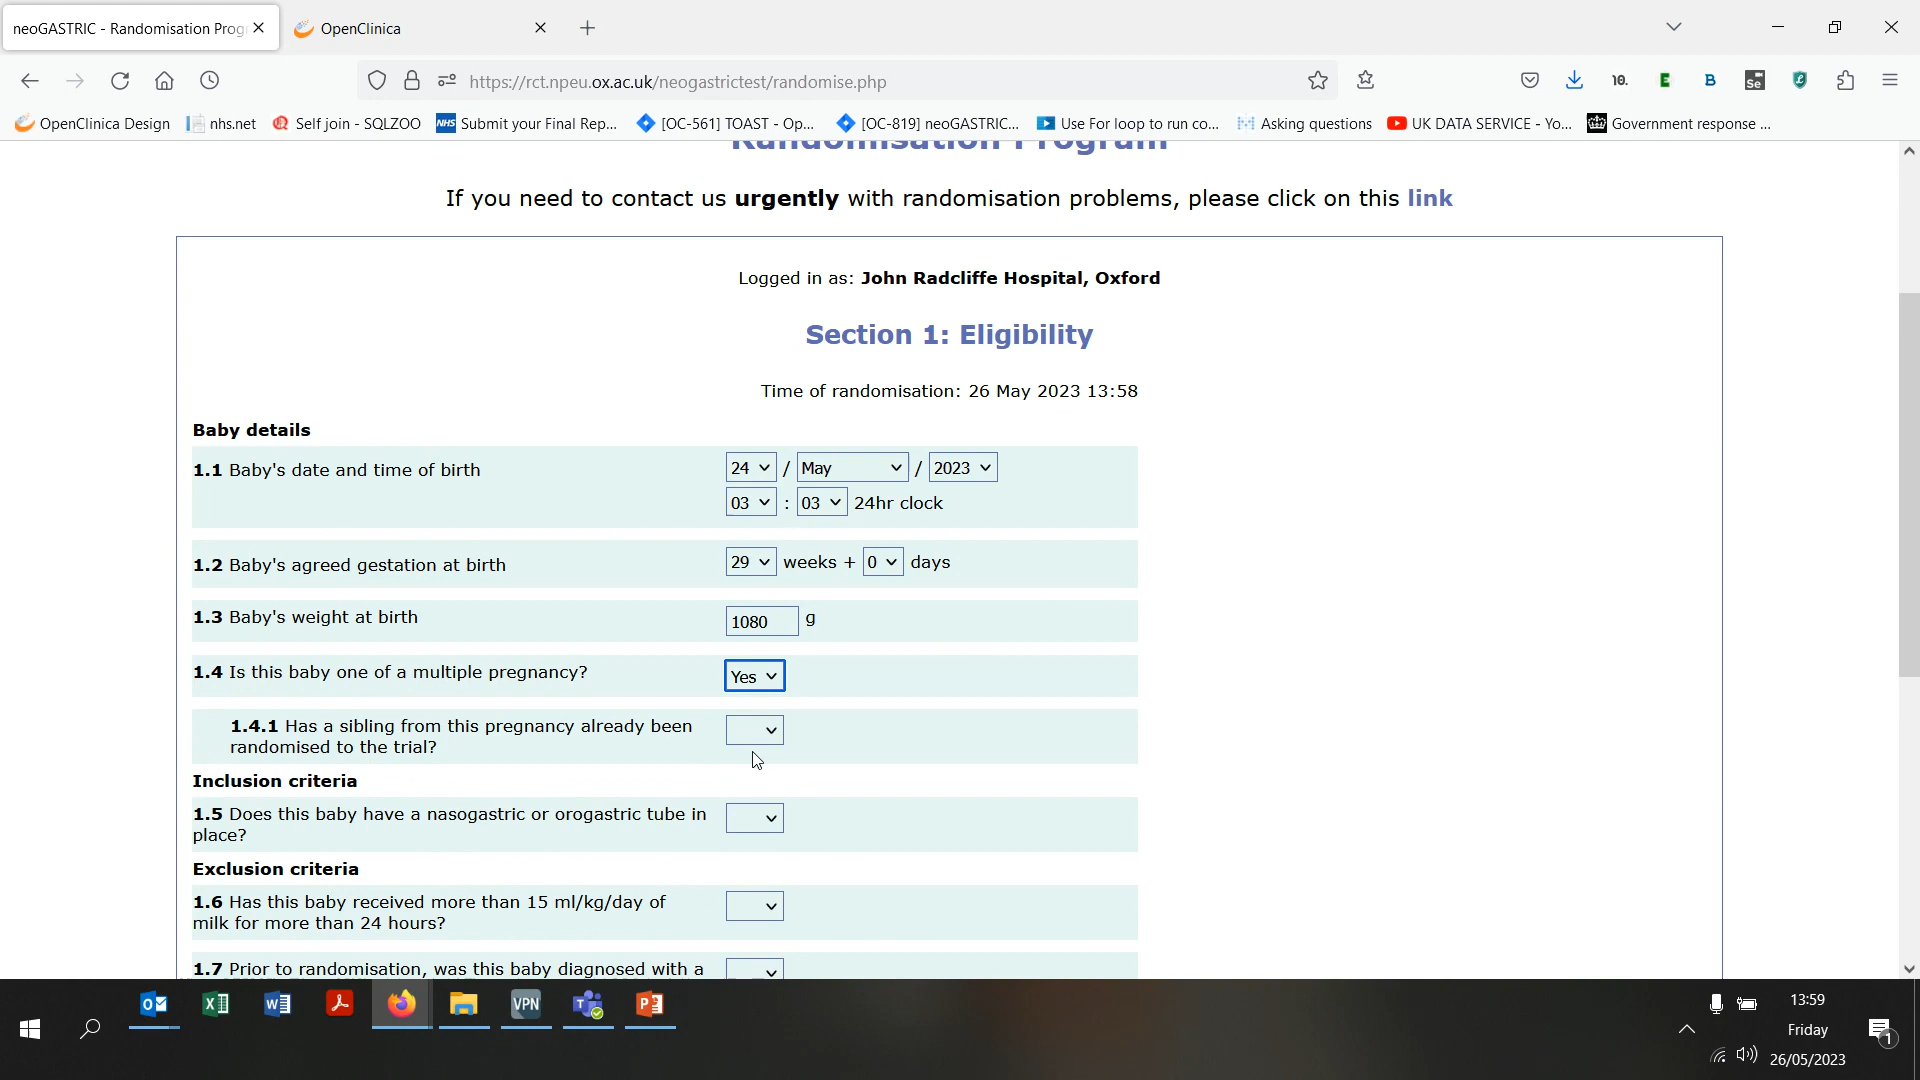 neoGASTRIC - Randomisation Progr
OpenClinica
https://rct.npeu.ox.ac.uk/neogastrictest/randomise.php
10.
E
B
Se
OpenClinica Design
nhs.net
Self join - SQLZOO
NHS
Submit your Final Rep...
[OC-561] TOAST - Op...
[OC-819] neoGASTRIC...
Use For loop to run co...
Asking questions
UK DATA SERVICE - Yo...
Government response ...
Randomisation Program
If you need to contact us urgently with randomisation problems, please click on this link
Logged in as: John Radcliffe Hospital, Oxford
Section 1: Eligibility
Time of randomisation: 26 May 2023 13:58
Baby details
1.1 Baby's date and time of birth
24 / May / 2023
03 : 03 24hr clock
1.2 Baby's agreed gestation at birth
29 weeks + 0 days
1.3 Baby's weight at birth
1080 g
1.4 Is this baby one of a multiple pregnancy?
Yes
1.4.1 Has a sibling from this pregnancy already been
randomised to the trial?
Inclusion criteria
1.5 Does this baby have a nasogastric or orogastric tube in
place?
Exclusion criteria
1.6 Has this baby received more than 15 ml/kg/day of
milk for more than 24 hours?
1.7 Prior to randomisation, was this baby diagnosed with a
VPN
13:59
Friday
26/05/2023
1